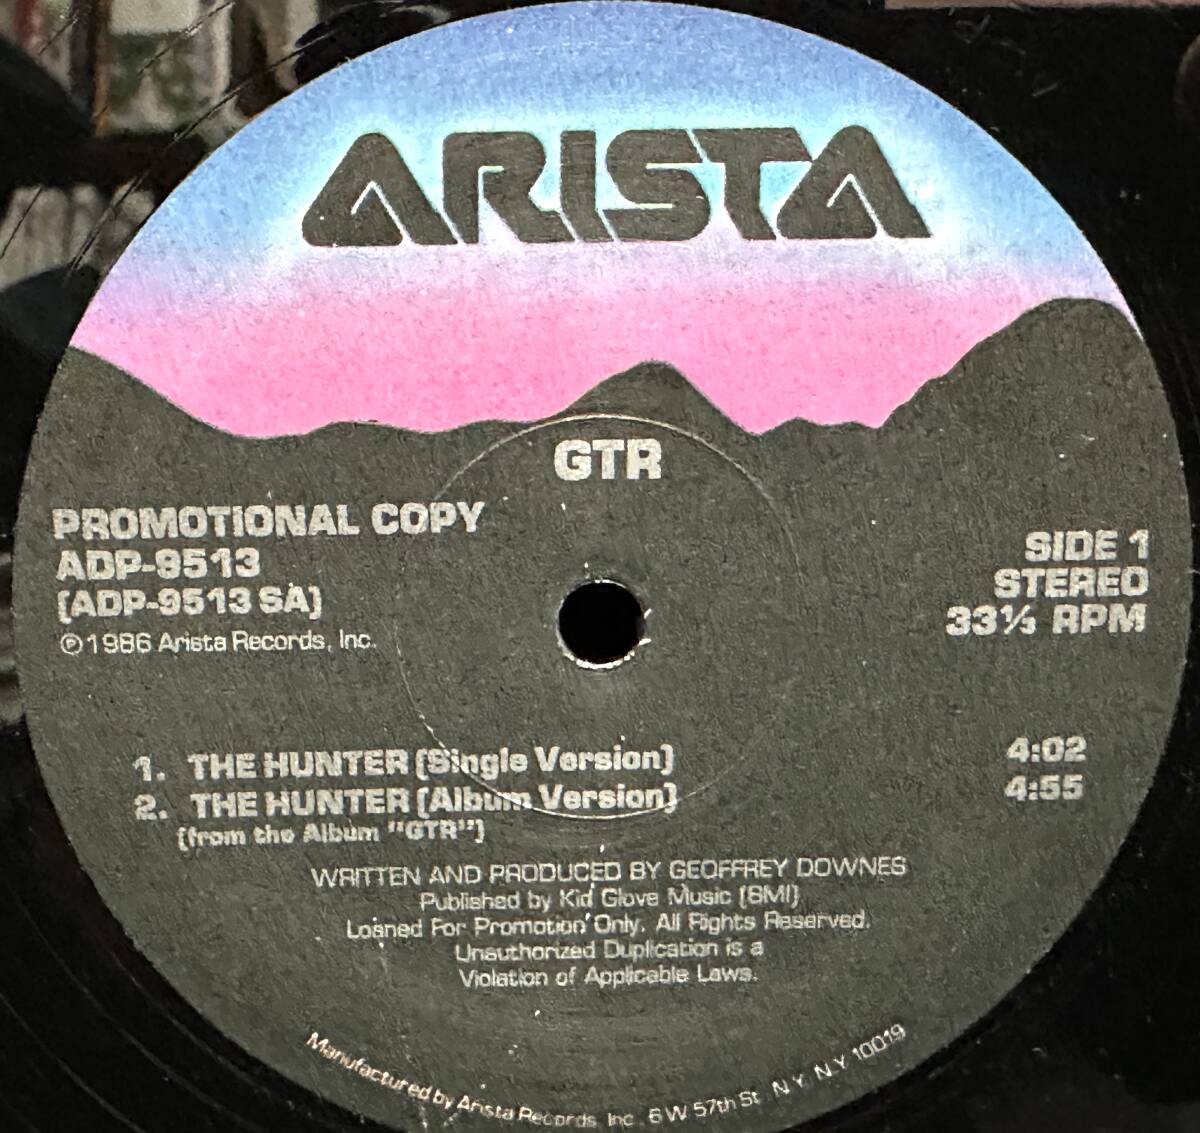 ARISTA
GTR
PROMOTIONAL COPY
ADP-9513
(ADP-9513 SA)
℗1986 Arista Records, Inc.
SIDE 1
STEREO
33⅓ RPM
1. THE HUNTER (Single Version) 4:02
2. THE HUNTER (Album Version) 4:55
(from the Album "GTR")
WRITTEN AND PRODUCED BY GEOFFREY DOWNES
Published by Kid Glove Music (BMI)
Loaned For Promotion Only. All Rights Reserved.
Unauthorized Duplication is a
Violation of Applicable Laws.
Manufactured by Arista Records, Inc. 6 W 57th St N Y N Y 10019